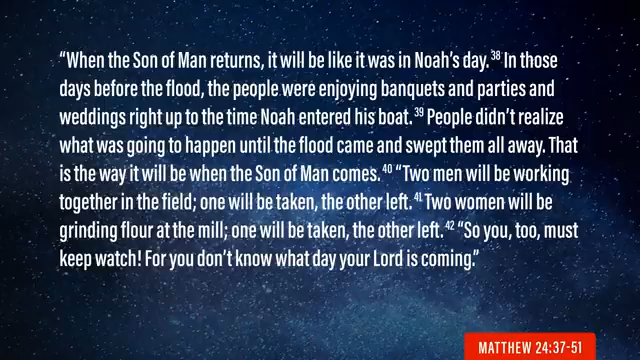 “When the Son of Man returns, it will be like it was in Noah’s day. 38 In those
days before the flood, the people were enjoying banquets and parties and
weddings right up to the time Noah entered his boat. 39 People didn’t realize
what was going to happen until the flood came and swept them all away. That
is the way it will be when the Son of Man comes. 40 “Two men will be working
together in the field; one will be taken, the other left. 41 Two women will be
grinding flour at the mill; one will be taken, the other left. 42 “So you, too, must
keep watch! For you don’t know what day your Lord is coming.”
MATTHEW 24:37-51